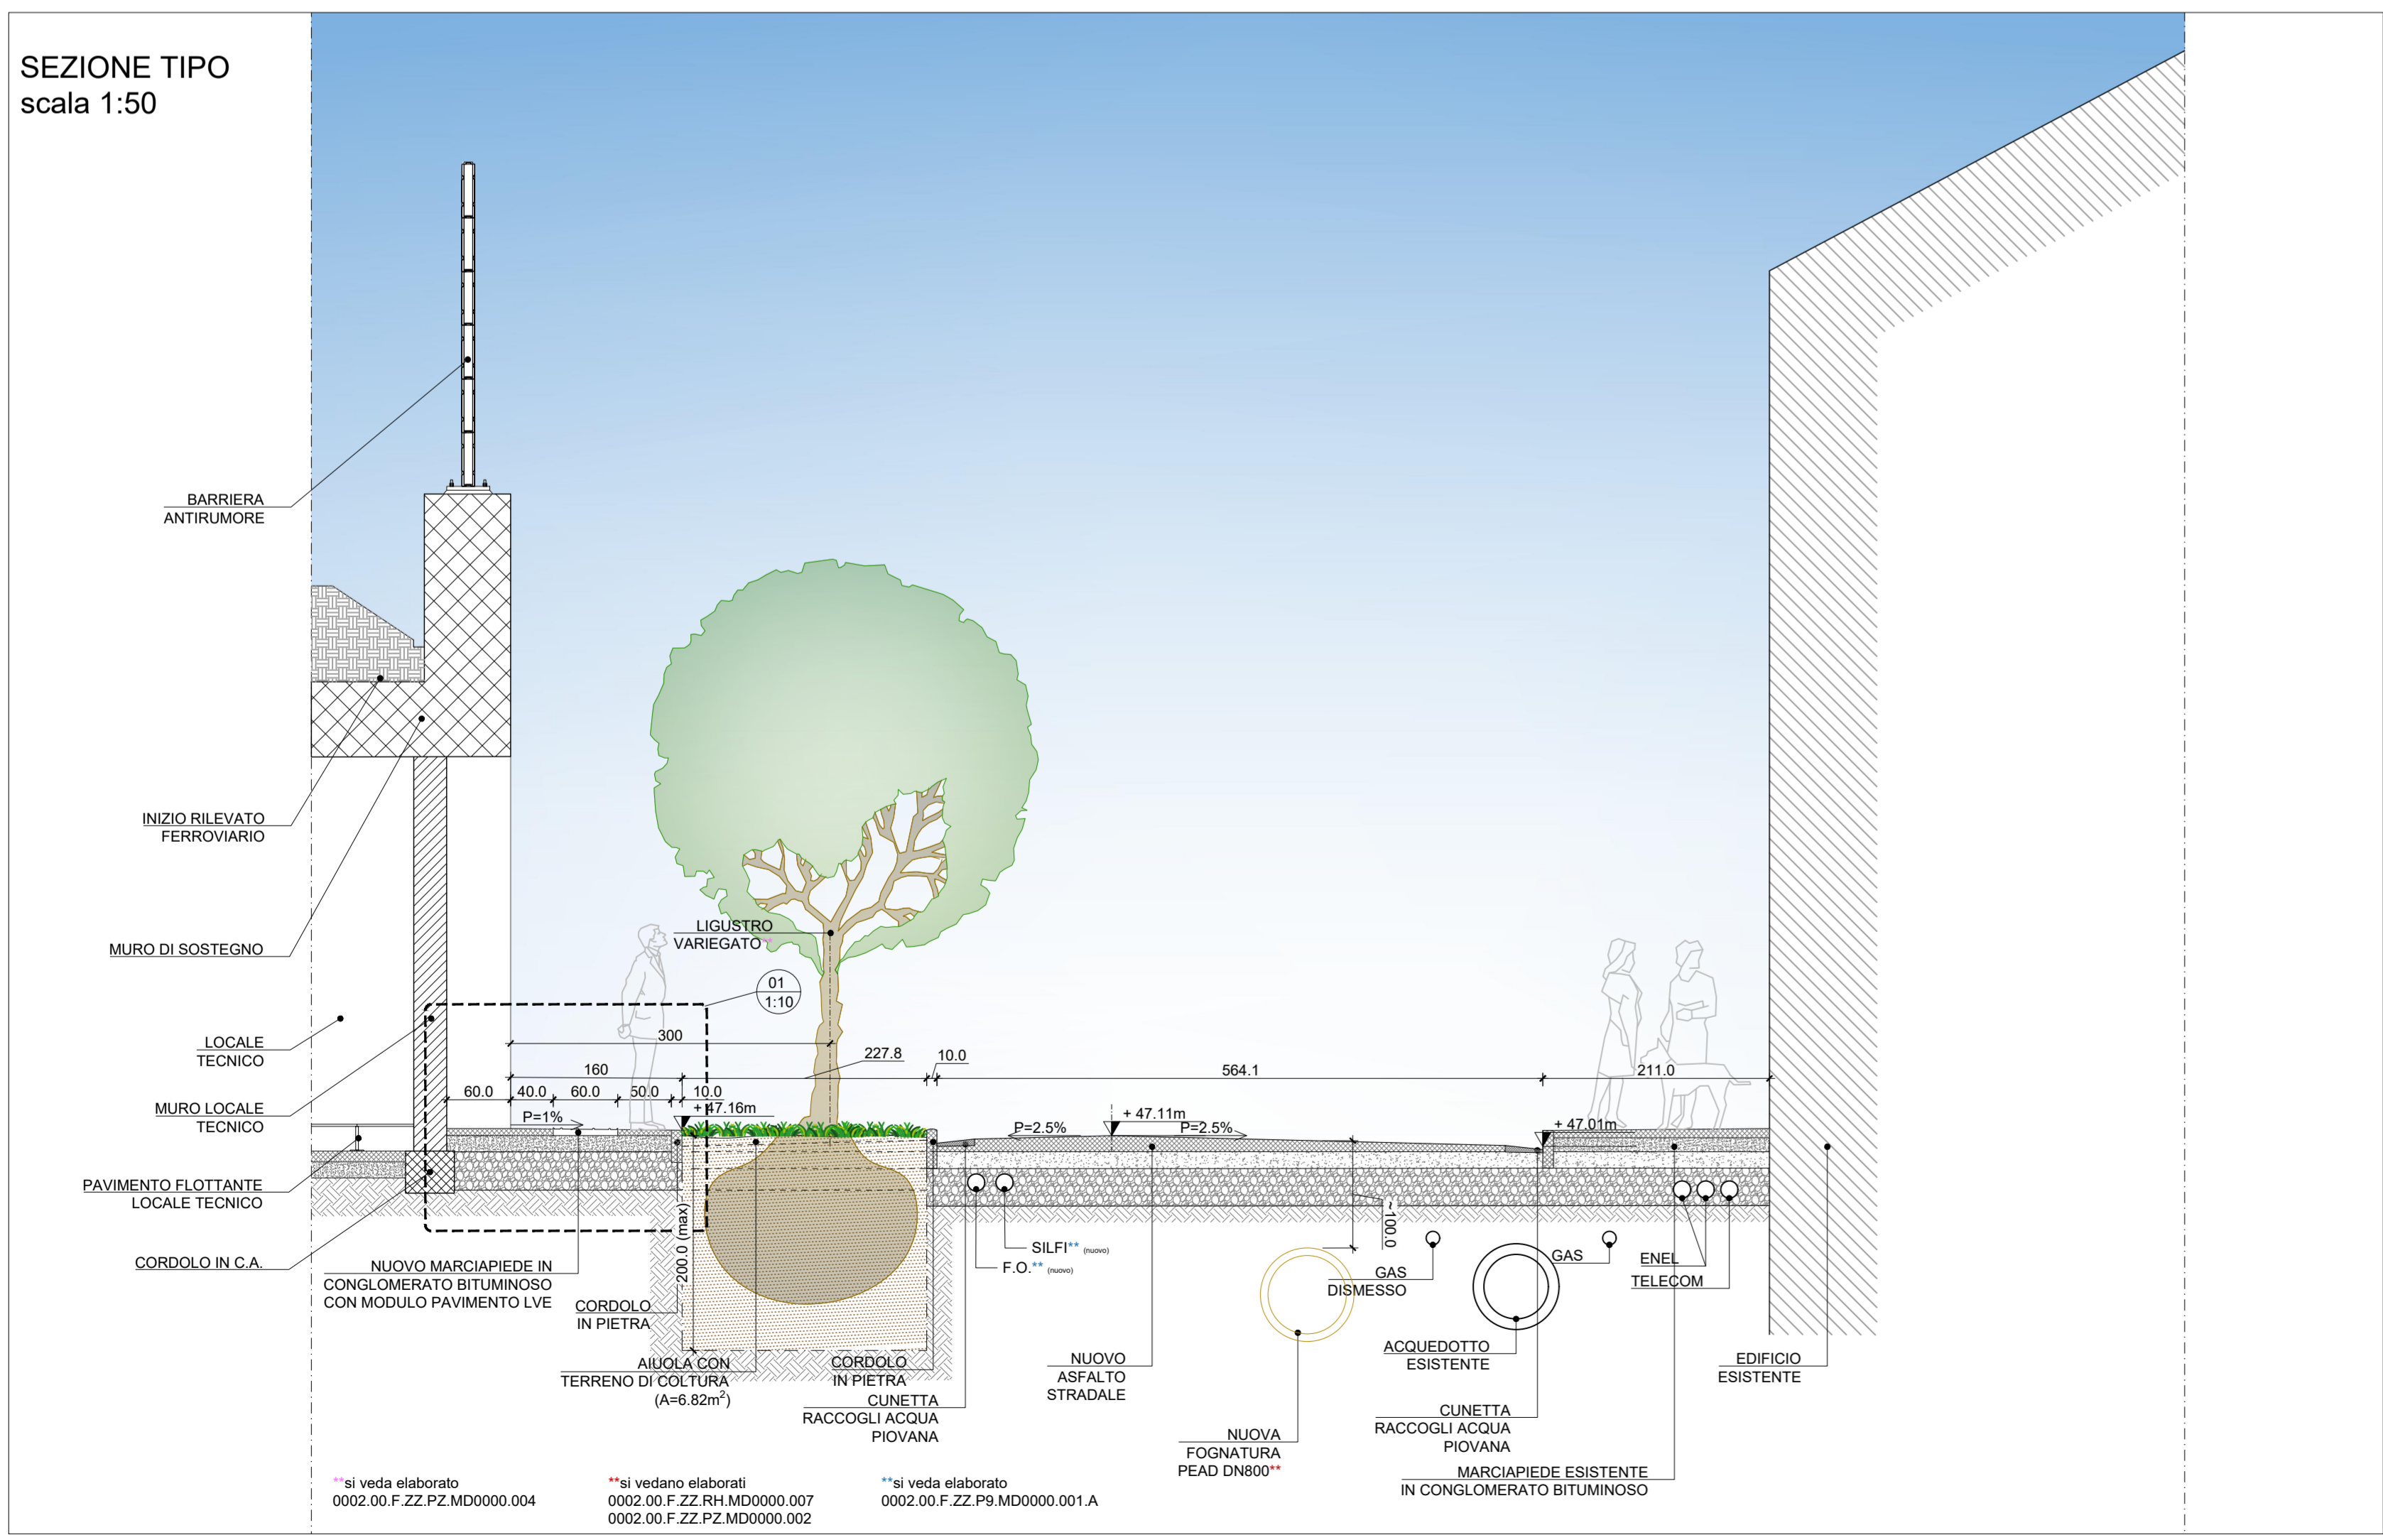 SEZIONE TIPO
scala 1:50
BARRIERA
ANTIRUMORE
INIZIO RILEVATO
FERROVIARIO
MURO DI SOSTEGNO
LOCALE
TECNICO
MURO LOCALE
TECNICO
PAVIMENTO FLOTTANTE
LOCALE TECNICO
CORDOLO IN C.A.
LIGUSTRO
VARIEGATO**
01
1:10
300
227.8
10.0
160
564.1
211.0
60.0
40.0
60.0
50.0
10.0
P=1%
+ 47.16m
P=2.5%
+ 47.11m
P=2.5%
+ 47.01m
200.0 (max)
~100.0
NUOVO MARCIAPIEDE IN
CONGLOMERATO BITUMINOSO
CON MODULO PAVIMENTO LVE
CORDOLO
IN PIETRA
AIUOLA CON
TERRENO DI COLTURA
(A=6.82m²)
CORDOLO
IN PIETRA
CUNETTA
RACCOGLI ACQUA
PIOVANA
SILFI** (nuovo)
F.O.** (nuovo)
NUOVO
ASFALTO
STRADALE
NUOVA
FOGNATURA
PEAD DN800**
GAS
DISMESSO
ACQUEDOTTO
ESISTENTE
CUNETTA
RACCOGLI ACQUA
PIOVANA
GAS
ENEL
TELECOM
MARCIAPIEDE ESISTENTE
IN CONGLOMERATO BITUMINOSO
EDIFICIO
ESISTENTE
**si veda elaborato
0002.00.F.ZZ.PZ.MD0000.004
**si vedano elaborati
0002.00.F.ZZ.RH.MD0000.007
0002.00.F.ZZ.PZ.MD0000.002
**si veda elaborato
0002.00.F.ZZ.P9.MD0000.001.A